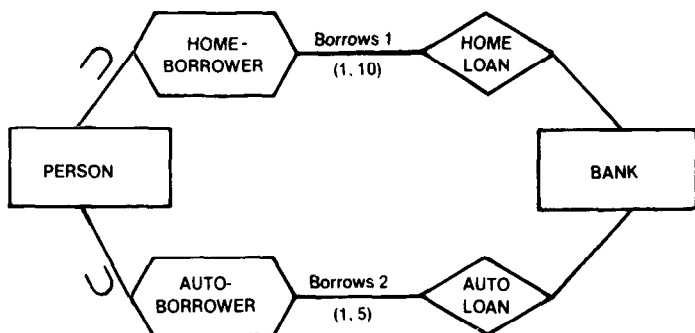 HOME-
BORROWER
Borrows 1
(1, 10)
HOME
LOAN
PERSON
BANK
AUTO-
BORROWER
Borrows 2
(1, 5)
AUTO
LOAN